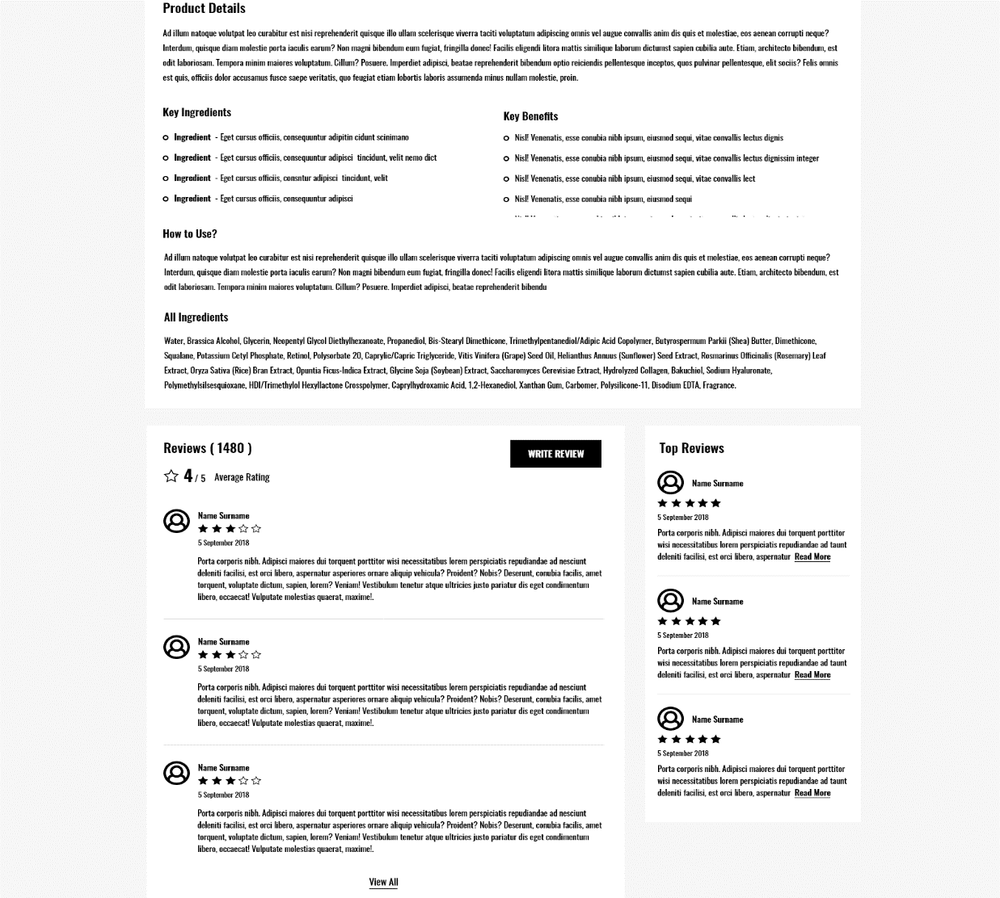 Product Details
Ad illum natoque volutpat leo curabitur est nisi reprehenderit quisque illo ullam scelerisque viverra taciti voluptatum adipiscing omnis vel augue convallis anim dis quis et molestiae, eos aenean corrupti neque?
Interdum, quisque diam molestie porta iaculis earum? Non magni bibendum eum fugiat, fringilla donec! Facilis eligendi litora mattis similique laborum dictumst sapien cubilia aute. Etiam, architecto bibendum, est
odit laboriosam. Tempora minim maiores voluptatum. Cillum? Posuere. Imperdiet adipisci, beatae reprehenderit bibendum optio reiciendis pellentesque inceptos, quos pulvinar pellentesque, elit sociis? Felis omnis
est quis, officiis dolor accusamus fusce saepe veritatis, quo feugiat etiam lobortis laboris assumenda minus nullam molestie, proin.
Key Ingredients
Ingredient - Eget cursus officiis, consequuntur adipitin cidunt scinimano
Ingredient - Eget cursus officiis, consequuntur adipisci tincidunt, velit nemo dict
Ingredient - Eget cursus officiis, consntur adipisci tincidunt, velit
Ingredient - Eget cursus officiis, consequuntur adipisci
Key Benefits
Nisl! Venenatis, esse conubia nibh ipsum, eiusmod sequi, vitae convallis lectus dignis
Nisl! Venenatis, esse conubia nibh ipsum, eiusmod sequi, vitae convallis lectus dignissim integer
Nisl! Venenatis, esse conubia nibh ipsum, eiusmod sequi, vitae convallis lect
Nisl! Venenatis, esse conubia nibh ipsum, eiusmod sequi
How to Use?
Ad illum natoque volutpat leo curabitur est nisi reprehenderit quisque illo ullam scelerisque viverra taciti voluptatum adipiscing omnis vel augue convallis anim dis quis et molestiae, eos aenean corrupti neque?
Interdum, quisque diam molestie porta iaculis earum? Non magni bibendum eum fugiat, fringilla donec! Facilis eligendi litora mattis similique laborum dictumst sapien cubilia aute. Etiam, architecto bibendum, est
odit laboriosam. Tempora minim maiores voluptatum. Cillum? Posuere. Imperdiet adipisci, beatae reprehenderit bibendu
All Ingredients
Water, Brassica Alcohol, Glycerin, Neopentyl Glycol Diethylhexanoate, Propanediol, Bis-Stearyl Dimethicone, Trimethylpentanediol/Adipic Acid Copolymer, Butyrospermum Parkii (Shea) Butter, Dimethicone,
Squalane, Potassium Cetyl Phosphate, Retinol, Polysorbate 20, Caprylic/Capric Triglyceride, Vitis Vinifera (Grape) Seed Oil, Helianthus Annuus (Sunflower) Seed Extract, Rosmarinus Officinalis (Rosemary) Leaf
Extract, Oryza Sativa (Rice) Bran Extract, Opuntia Ficus-Indica Extract, Glycine Soja (Soybean) Extract, Saccharomyces Cerevisiae Extract, Hydrolyzed Collagen, Bakuchiol, Sodium Hyaluronate,
Polymethylsilsesquioxane, HDI/Trimethylol Hexyllactone Crosspolymer, Caprylhydroxamic Acid, 1,2-Hexanediol, Xanthan Gum, Carbomer, Polysilicone-11, Disodium EDTA, Fragrance.
Reviews ( 1480 )
WRITE REVIEW
4 / 5 Average Rating
Name Surname
5 September 2018
Porta corporis nibh. Adipisci maiores dui torquent porttitor wisi necessitatibus lorem perspiciatis repudiandae ad nesciunt
deleniti facilisi, est orci libero, aspernatur asperiores ornare aliquip vehicula? Proident? Nobis? Deserunt, conubia facilis, amet
torquent, voluptate dictum, sapien, lorem? Veniam! Vestibulum tenetur atque ultricies justo pariatur dis eget condimentum
libero, occaecat! Vulputate molestias quaerat, maxime!.
Name Surname
5 September 2018
Porta corporis nibh. Adipisci maiores dui torquent porttitor wisi necessitatibus lorem perspiciatis repudiandae ad nesciunt
deleniti facilisi, est orci libero, aspernatur asperiores ornare aliquip vehicula? Proident? Nobis? Deserunt, conubia facilis, amet
torquent, voluptate dictum, sapien, lorem? Veniam! Vestibulum tenetur atque ultricies justo pariatur dis eget condimentum
libero, occaecat! Vulputate molestias quaerat, maxime!.
Name Surname
5 September 2018
Porta corporis nibh. Adipisci maiores dui torquent porttitor wisi necessitatibus lorem perspiciatis repudiandae ad nesciunt
deleniti facilisi, est orci libero, aspernatur asperiores ornare aliquip vehicula? Proident? Nobis? Deserunt, conubia facilis, amet
torquent, voluptate dictum, sapien, lorem? Veniam! Vestibulum tenetur atque ultricies justo pariatur dis eget condimentum
libero, occaecat! Vulputate molestias quaerat, maxime!.
View All
Top Reviews
Name Surname
5 September 2018
Porta corporis nibh. Adipisci maiores dui torquent porttitor
wisi necessitatibus lorem perspiciatis repudiandae ad taunt
deleniti facilisi, est orci libero, aspernatur Read More
Name Surname
5 September 2018
Porta corporis nibh. Adipisci maiores dui torquent porttitor
wisi necessitatibus lorem perspiciatis repudiandae ad taunt
deleniti facilisi, est orci libero, aspernatur Read More
Name Surname
5 September 2018
Porta corporis nibh. Adipisci maiores dui torquent porttitor
wisi necessitatibus lorem perspiciatis repudiandae ad taunt
deleniti facilisi, est orci libero, aspernatur Read More